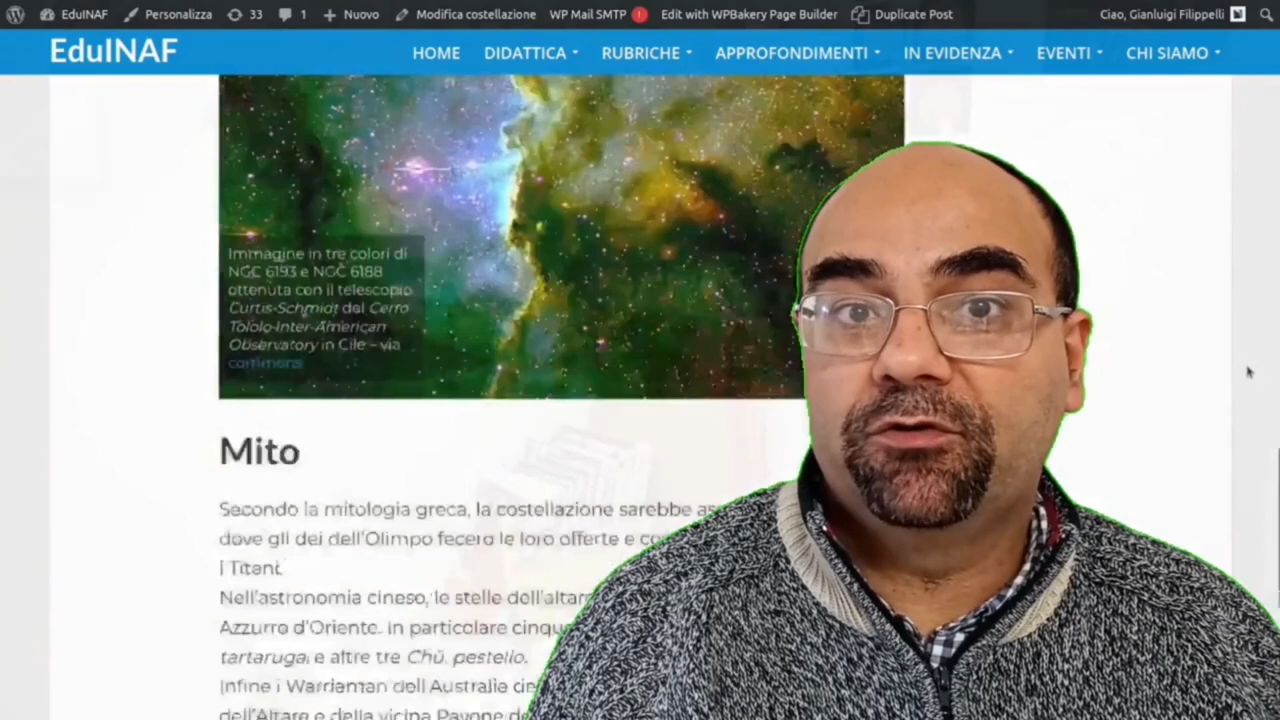 EduINAF Personalizza 33 1 Nuovo Modifica costellazione WP Mail SMTP ! Edit with WPBakery Page Builder Duplicate Post Ciao, Gianluigi Filippelli
EduINAF HOME DIDATTICA RUBRICHE APPROFONDIMENTI IN EVIDENZA EVENTI CHI SIAMO
Immagine in tre colori di
NGC 6193 e NGC 6188
ottenuta con il telescopio
Curtis-Schmidt dal Cerro
Tololo-Inter-American
Observatory in Cile – via
commons
Mito
Secondo la mitologia greca, la costellazione sarebbe
dove gli dei dell'Olimpo fecero le loro offerte e
i Titani.
Nell'astronomia cinese, le stelle dell'altar
Azzurro d'Oriente. In particolare cinqu
tartaruga, e altre tre Chǔ, pestello.
Infine i Warriaman dell'Australia
dell'Altare e della vicina Pavone